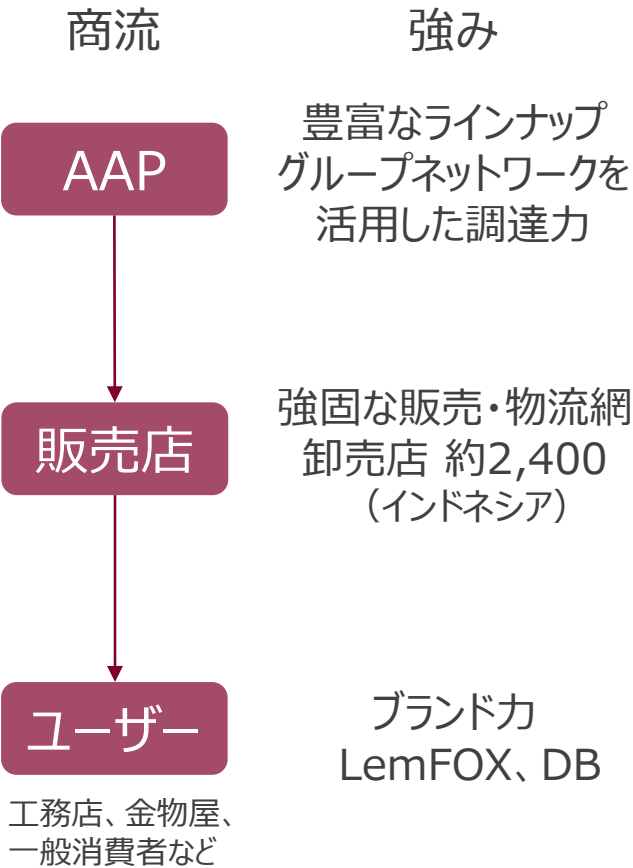 商流
強み
AAP
豊富なラインナップ
グループネットワークを
活用した調達力
販売店
強固な販売・物流網
卸売店 約2,400
（インドネシア）
ユーザー
ブランド力
LemFOX、DB
工務店、金物屋、
一般消費者など